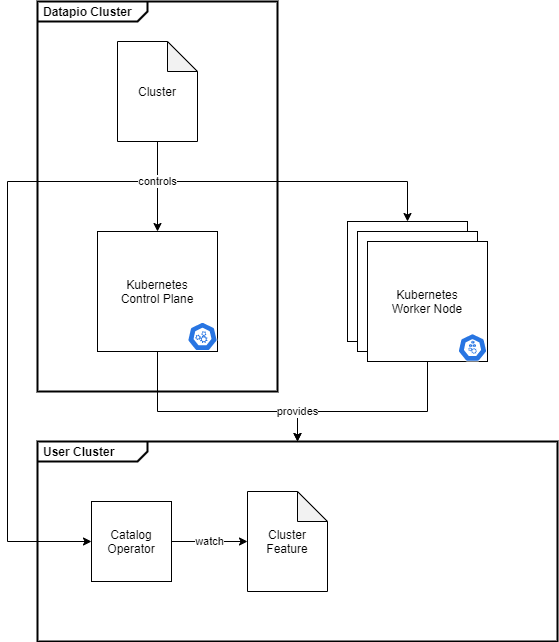 Datapio Cluster
Cluster
controls
Kubernetes
Control Plane
Kubernetes
Worker Node
provides
User Cluster
Catalog
Operator
watch
Cluster
Feature